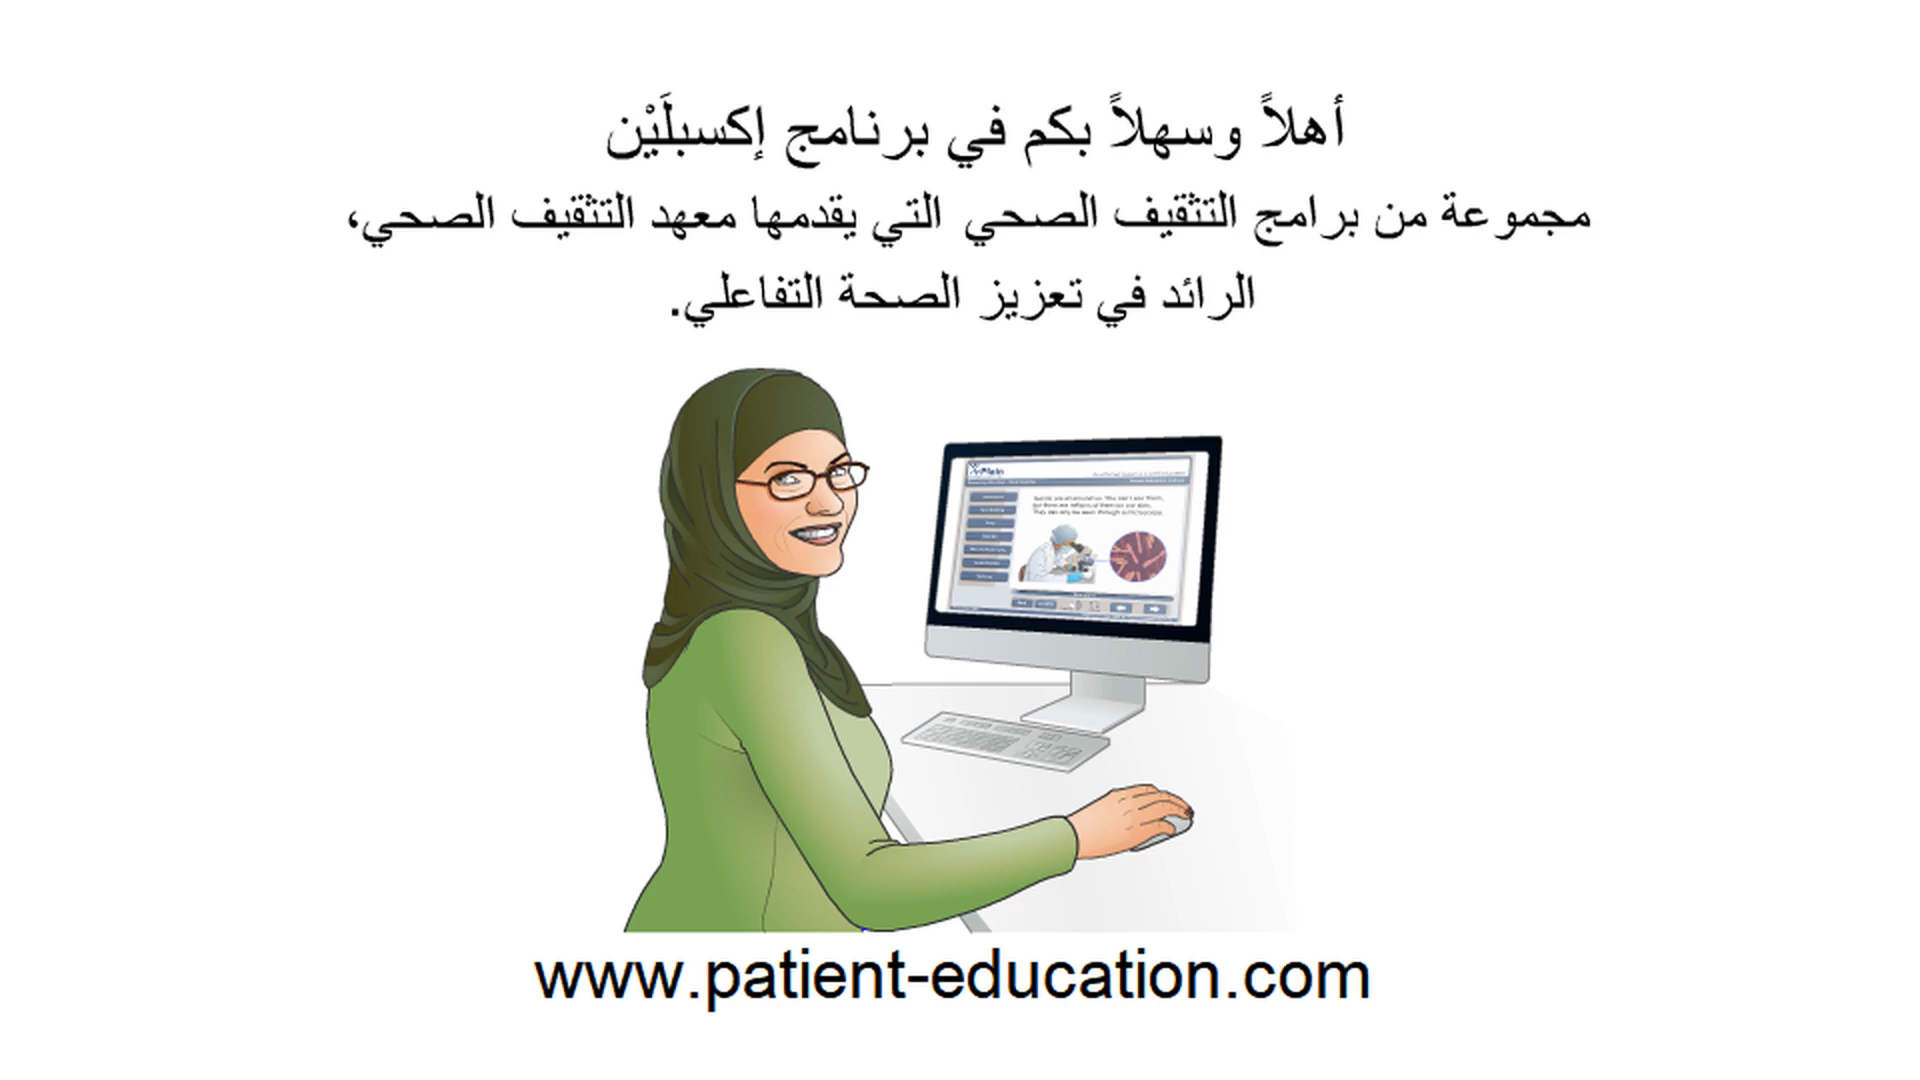 أهلاً وسهلاً بكم في برنامج إكسبلَيْن
مجموعة من برامج التثقيف الصحي التي يقدمها معهد التثقيف الصحي،
الرائد في تعزيز الصحة التفاعلي.
www.patient-education.com